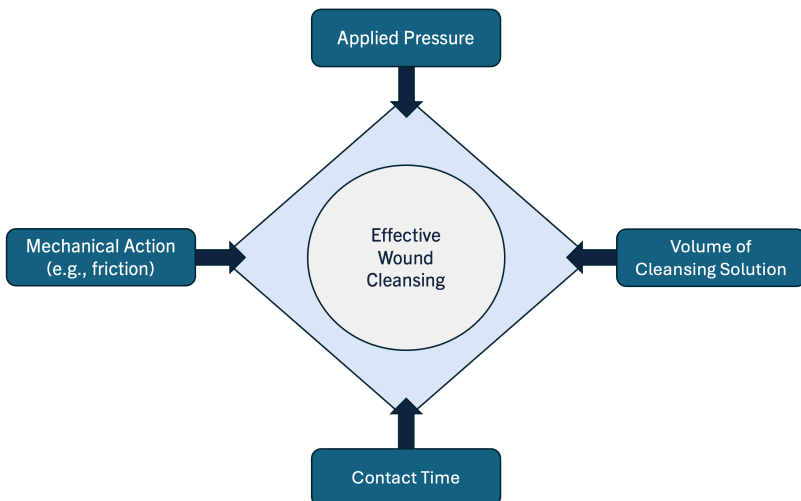 Applied Pressure
Mechanical Action
(e.g., friction)
Effective
Wound
Cleansing
Volume of
Cleansing Solution
Contact Time